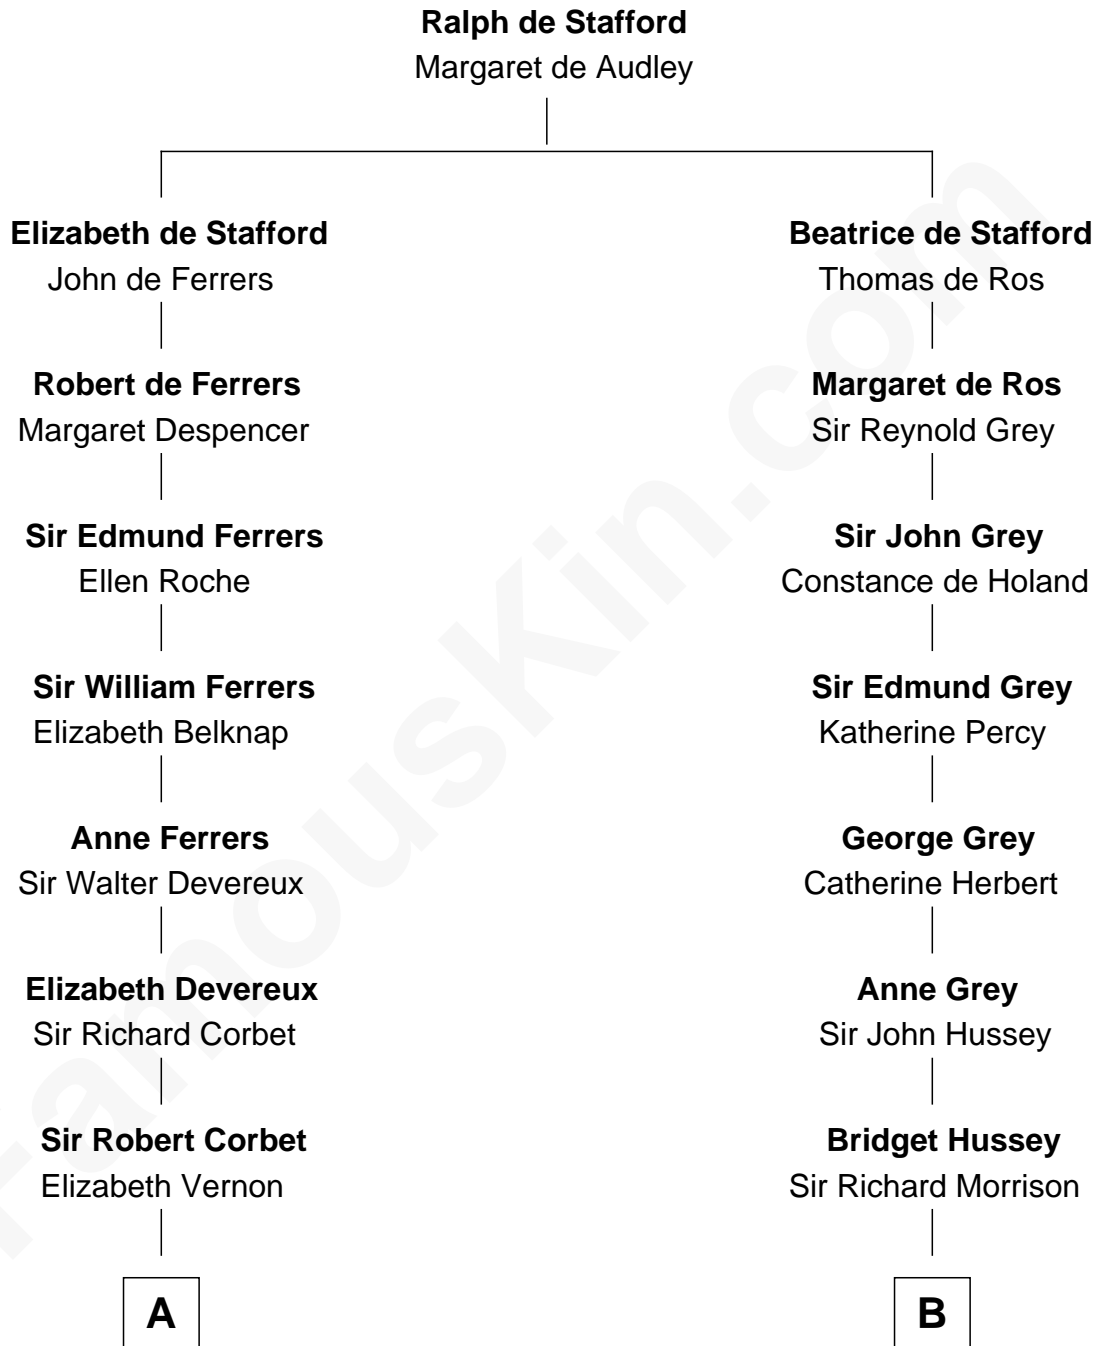 Ralph de Stafford
Margaret de Audley
Elizabeth de Stafford
John de Ferrers
Robert de Ferrers
Margaret Despencer
Sir Edmund Ferrers
Ellen Roche
Sir William Ferrers
Elizabeth Belknap
Anne Ferrers
Sir Walter Devereux
Elizabeth Devereux
Sir Richard Corbet
Sir Robert Corbet
Elizabeth Vernon
A
Beatrice de Stafford
Thomas de Ros
Margaret de Ros
Sir Reynold Grey
Sir John Grey
Constance de Holand
Sir Edmund Grey
Katherine Percy
George Grey
Catherine Herbert
Anne Grey
Sir John Hussey
Bridget Hussey
Sir Richard Morrison
B
FamousKin.com